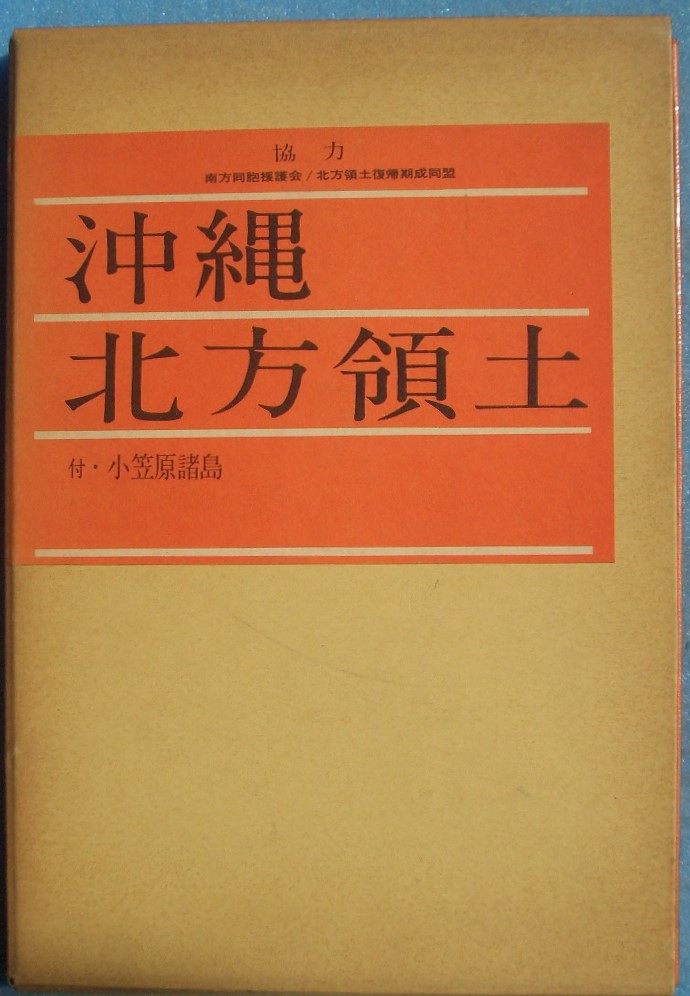 協 力
南方同胞援護会/北方領土復帰期成同盟
沖縄
北方領土
付・小笠原諸島